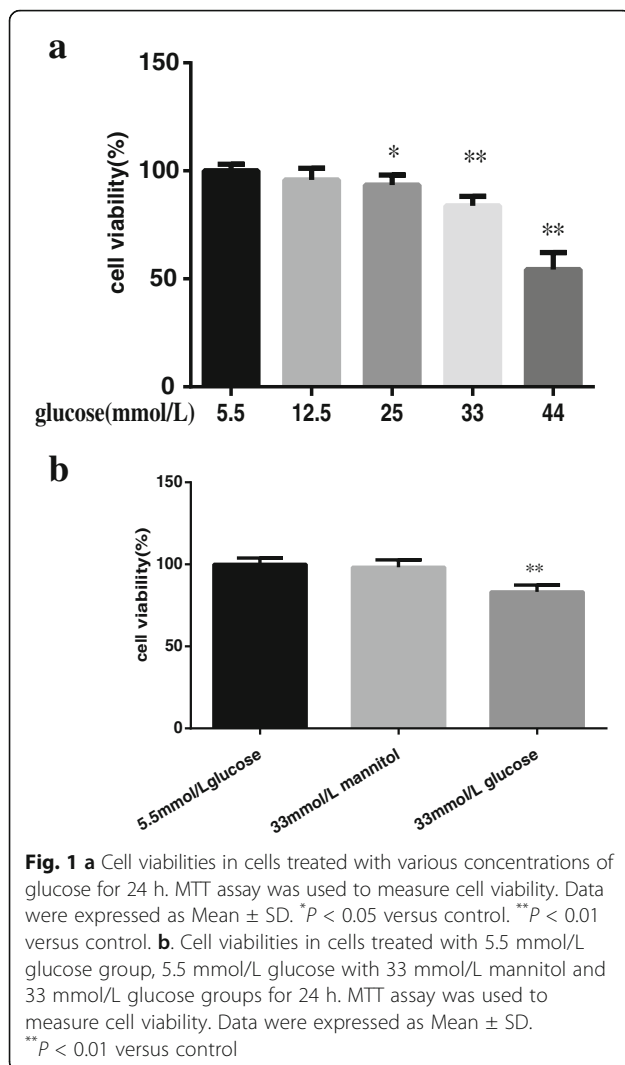 a
150
100
50
0
cell viability(%)
*
**
**
glucose(mmol/L) 5.5 12.5 25 33 44
b
150
100
50
0
cell viability(%)
**
5.5mmol/Lglucose
33mmol/L mannitol
33mmol/L glucose
Fig. 1 a Cell viabilities in cells treated with various concentrations of
glucose for 24 h. MTT assay was used to measure cell viability. Data
were expressed as Mean ± SD. *P < 0.05 versus control. **P < 0.01
versus control. b. Cell viabilities in cells treated with 5.5 mmol/L
glucose group, 5.5 mmol/L glucose with 33 mmol/L mannitol and
33 mmol/L glucose groups for 24 h. MTT assay was used to
measure cell viability. Data were expressed as Mean ± SD.
**P < 0.01 versus control